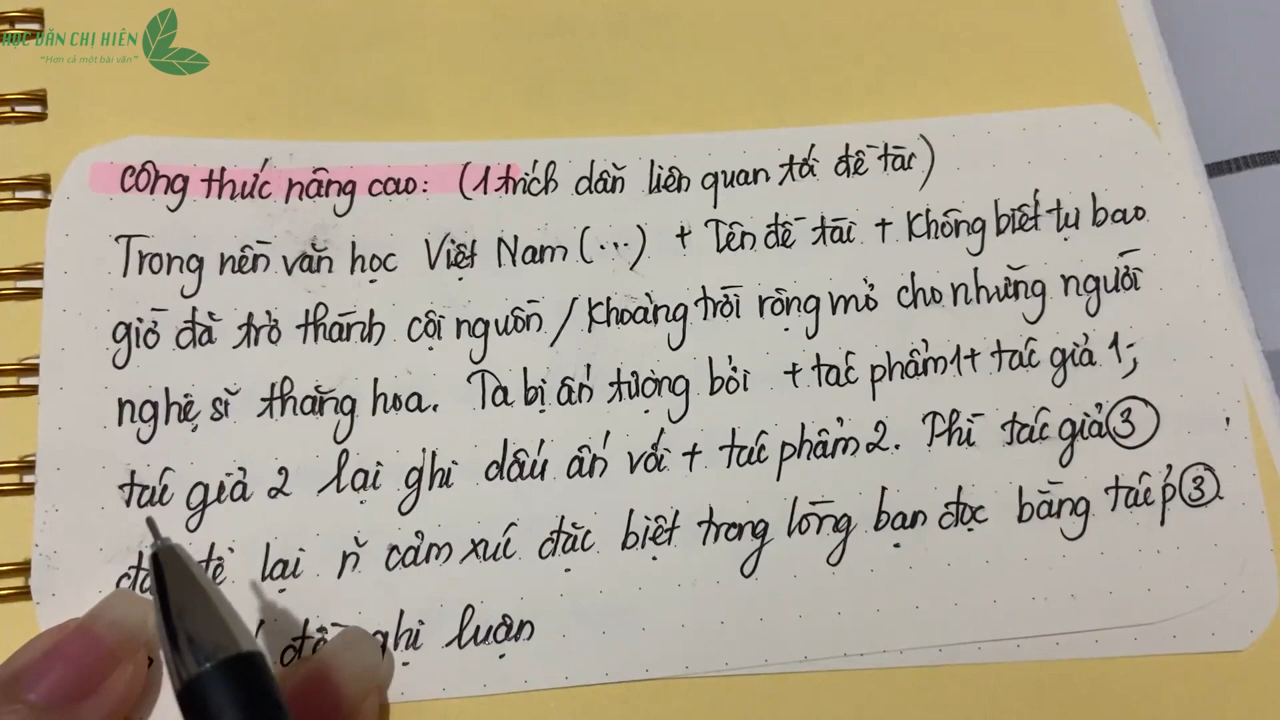 HỌC VĂN CHỊ HIÊN
"Hơn cả một bài văn"
Công thức nâng cao: (1 trích dẫn liên quan tới đề tài)
Trong nền văn học Việt Nam (...) + Tên đề tài + Không biết tự bao
giờ đã trở thành cội nguồn / khoảng trời rộng mở cho những người
nghệ sĩ thăng hoa. Ta bị ấn tượng bởi + tác phẩm 1 + tác giả 1;
tác giả 2 lại ghi dấu ấn với + tác phẩm 2. Thì tác giả ③
lại n̆ cảm xúc đặc biệt trong lòng bạn đọc bằng tác p̉ ③.
nghị luận